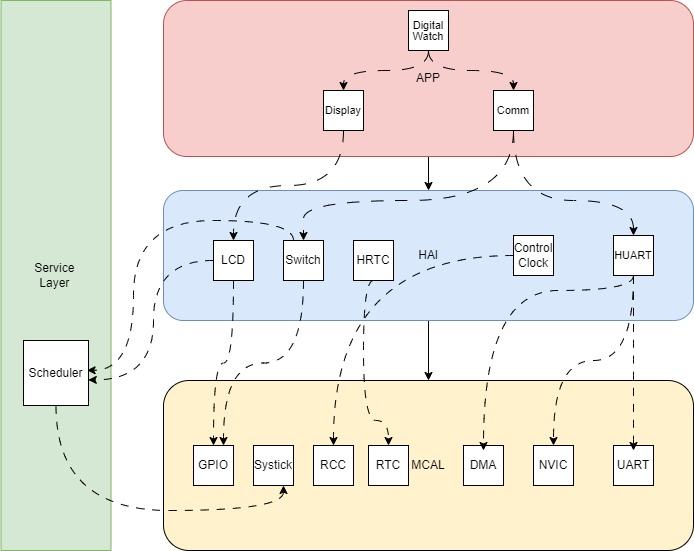 Digital
Watch
APP
Display
Comm
Service
Layer
LCD
Switch
HRTC
HAI
Control
Clock
HUART
Scheduler
GPIO
Systick
RCC
RTC
MCAL
DMA
NVIC
UART